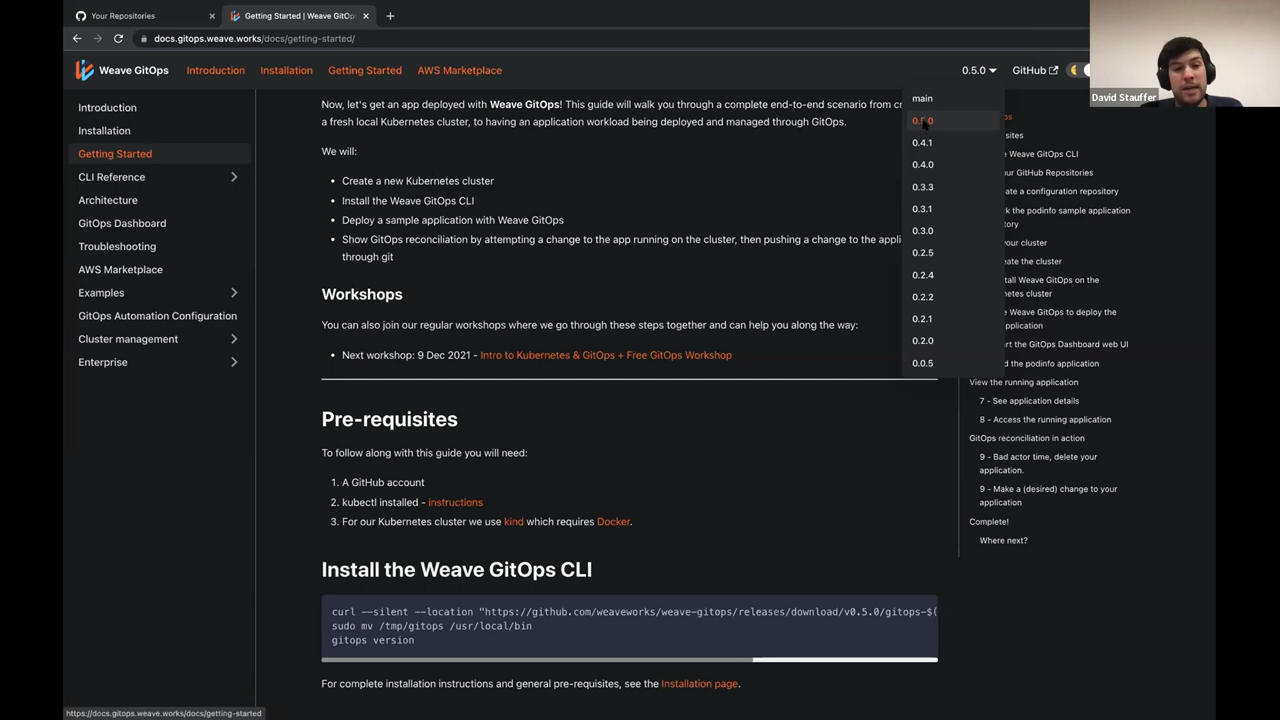 Your Repositories
Getting Started | Weave GitOp
docs.gitops.weave.works/docs/getting-started/
Weave GitOps
Introduction
Installation
Getting Started
AWS Marketplace
0.5.0
GitHub
David Stauffer
main
0.4.1
0.4.0
0.3.3
0.3.1
0.3.0
0.2.5
0.2.4
0.2.2
0.2.1
0.2.0
0.0.5
Introduction
Installation
Getting Started
CLI Reference
Architecture
GitOps Dashboard
Troubleshooting
AWS Marketplace
Examples
GitOps Automation Configuration
Cluster management
Enterprise
Now, let's get an app deployed with Weave GitOps! This guide will walk you through a complete end-to-end scenario from
a fresh local Kubernetes cluster, to having an application workload being deployed and managed through GitOps.
We will:
Create a new Kubernetes cluster
Install the Weave GitOps CLI
Deploy a sample application with Weave GitOps
Show GitOps reconciliation by attempting a change to the app running on the cluster, then pushing a change to the
through git
Workshops
You can also join our regular workshops where we go through these steps together and can help you along the way:
Next workshop: 9 Dec 2021 - Intro to Kubernetes & GitOps + Free GitOps Workshop
Pre-requisites
To follow along with this guide you will need:
1. A GitHub account
2. kubectl installed - instructions
3. For our Kubernetes cluster we use kind which requires Docker.
Install the Weave GitOps CLI
curl --silent --location "https://github.com/weaveworks/weave-gitops/releases/download/v0.5.0/gitops-$(
sudo mv /tmp/gitops /usr/local/bin
gitops version
For complete installation instructions and general pre-requisites, see the Installation page.
Weave GitOps CLI
GitHub Repositories
a configuration repository
the podinfo sample application
your cluster
the cluster
Weave GitOps on the
cluster
Weave GitOps to deploy the
the GitOps Dashboard web UI
the podinfo application
View the running application
7 - See application details
8 - Access the running application
GitOps reconciliation in action
9 - Bad actor time, delete your
application.
9 - Make a (desired) change to your
application
Complete!
Where next?
https://docs.gitops.weave.works/docs/getting-started